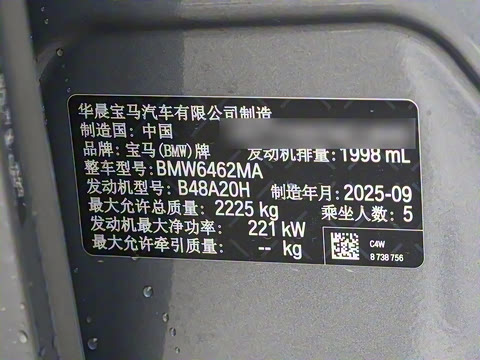 华晨宝马汽车有限公司制造
制造国: 中国
品牌: 宝马(BMW)牌 发动机排量: 1998 mL
整车型号: BMW6462MA
发动机型号: B48A20H 制造年月: 2025-09
最大允许总质量: 2225 kg 乘坐人数: 5
发动机最大净功率: 221 kW
最大允许牵引质量: -- kg
C4W
8 738 756